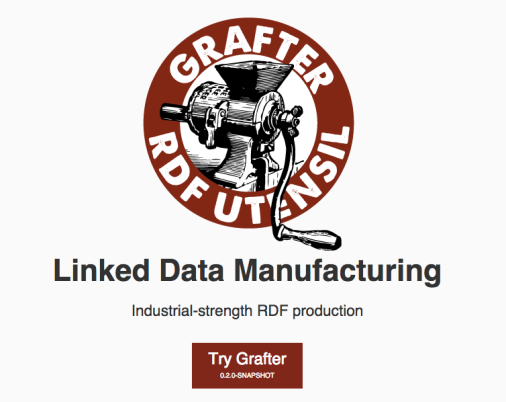 GRAFTER
RDF UTENSIL
Linked Data Manufacturing
Industrial-strength RDF production
Try Grafter
0.2.0-SNAPSHOT